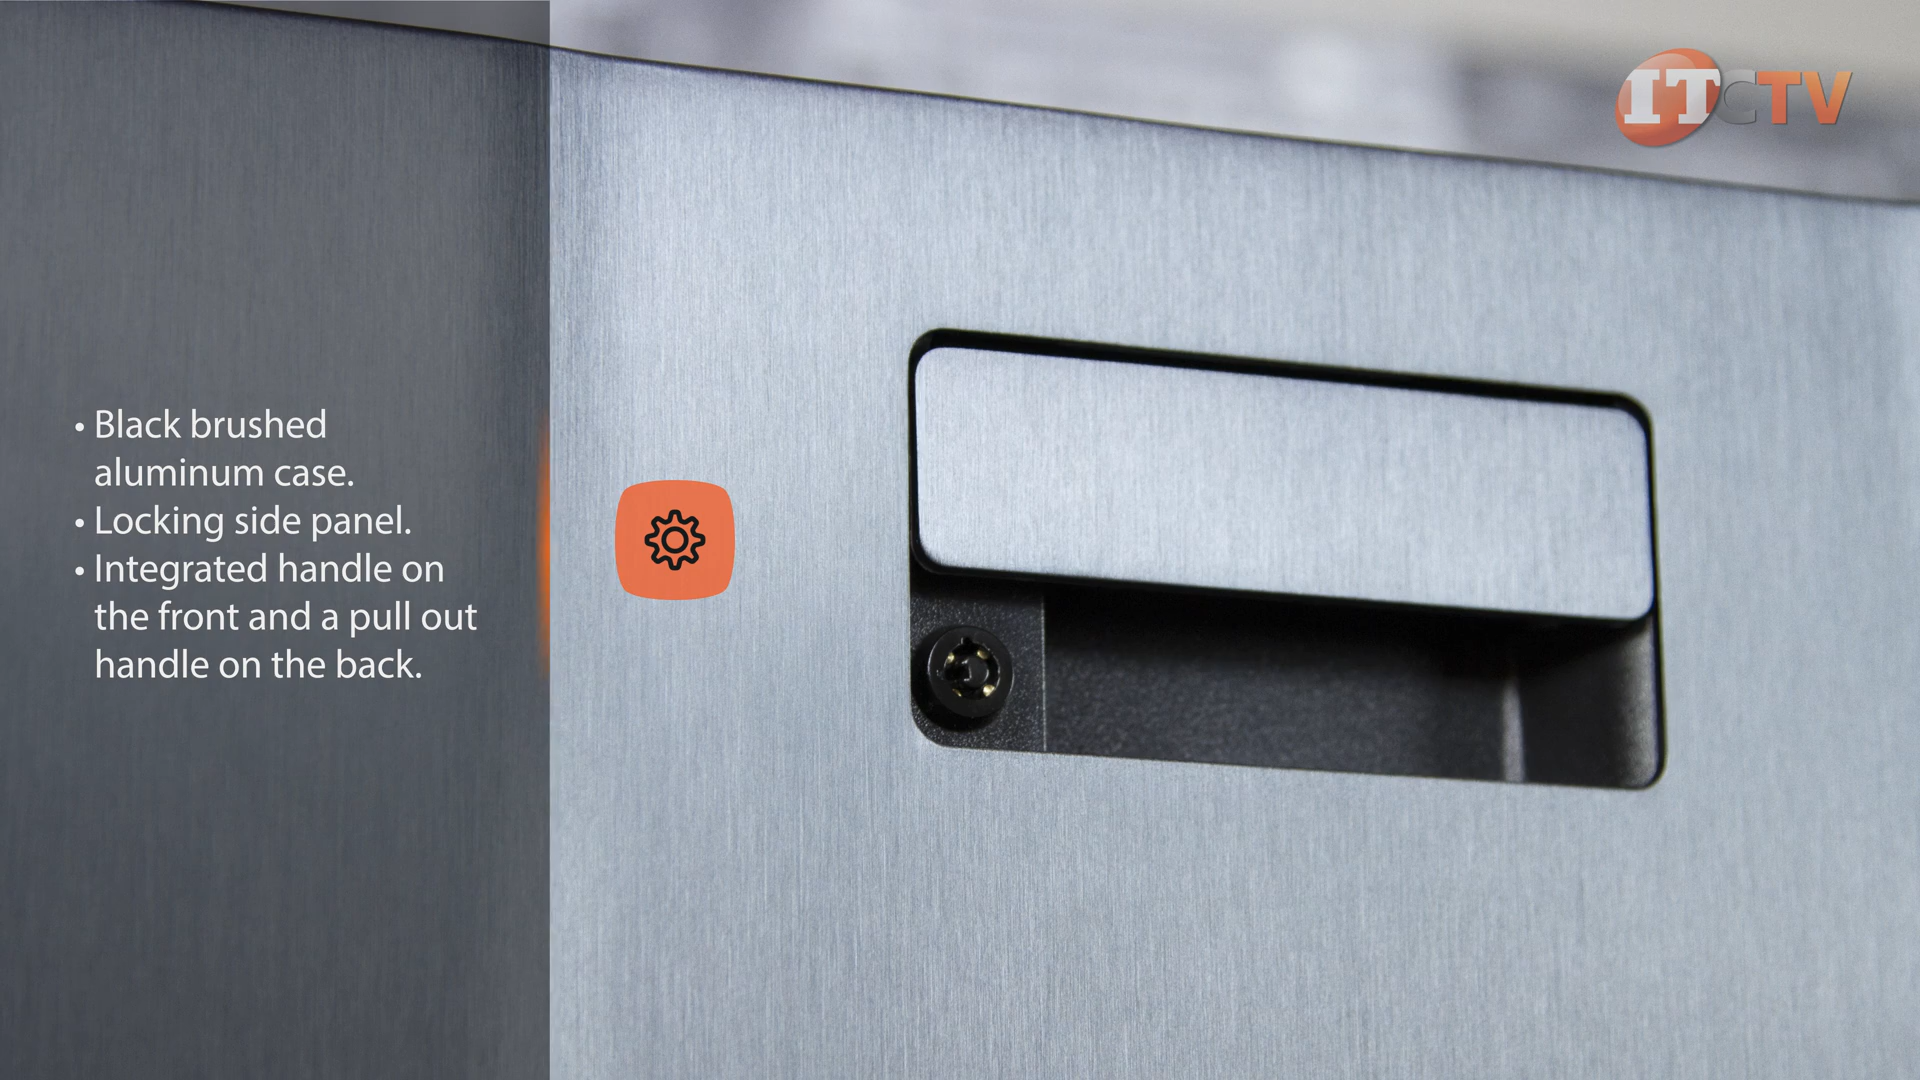 ITCTV
• Black brushed
aluminum case.
• Locking side panel.
• Integrated handle on
the front and a pull out
handle on the back.